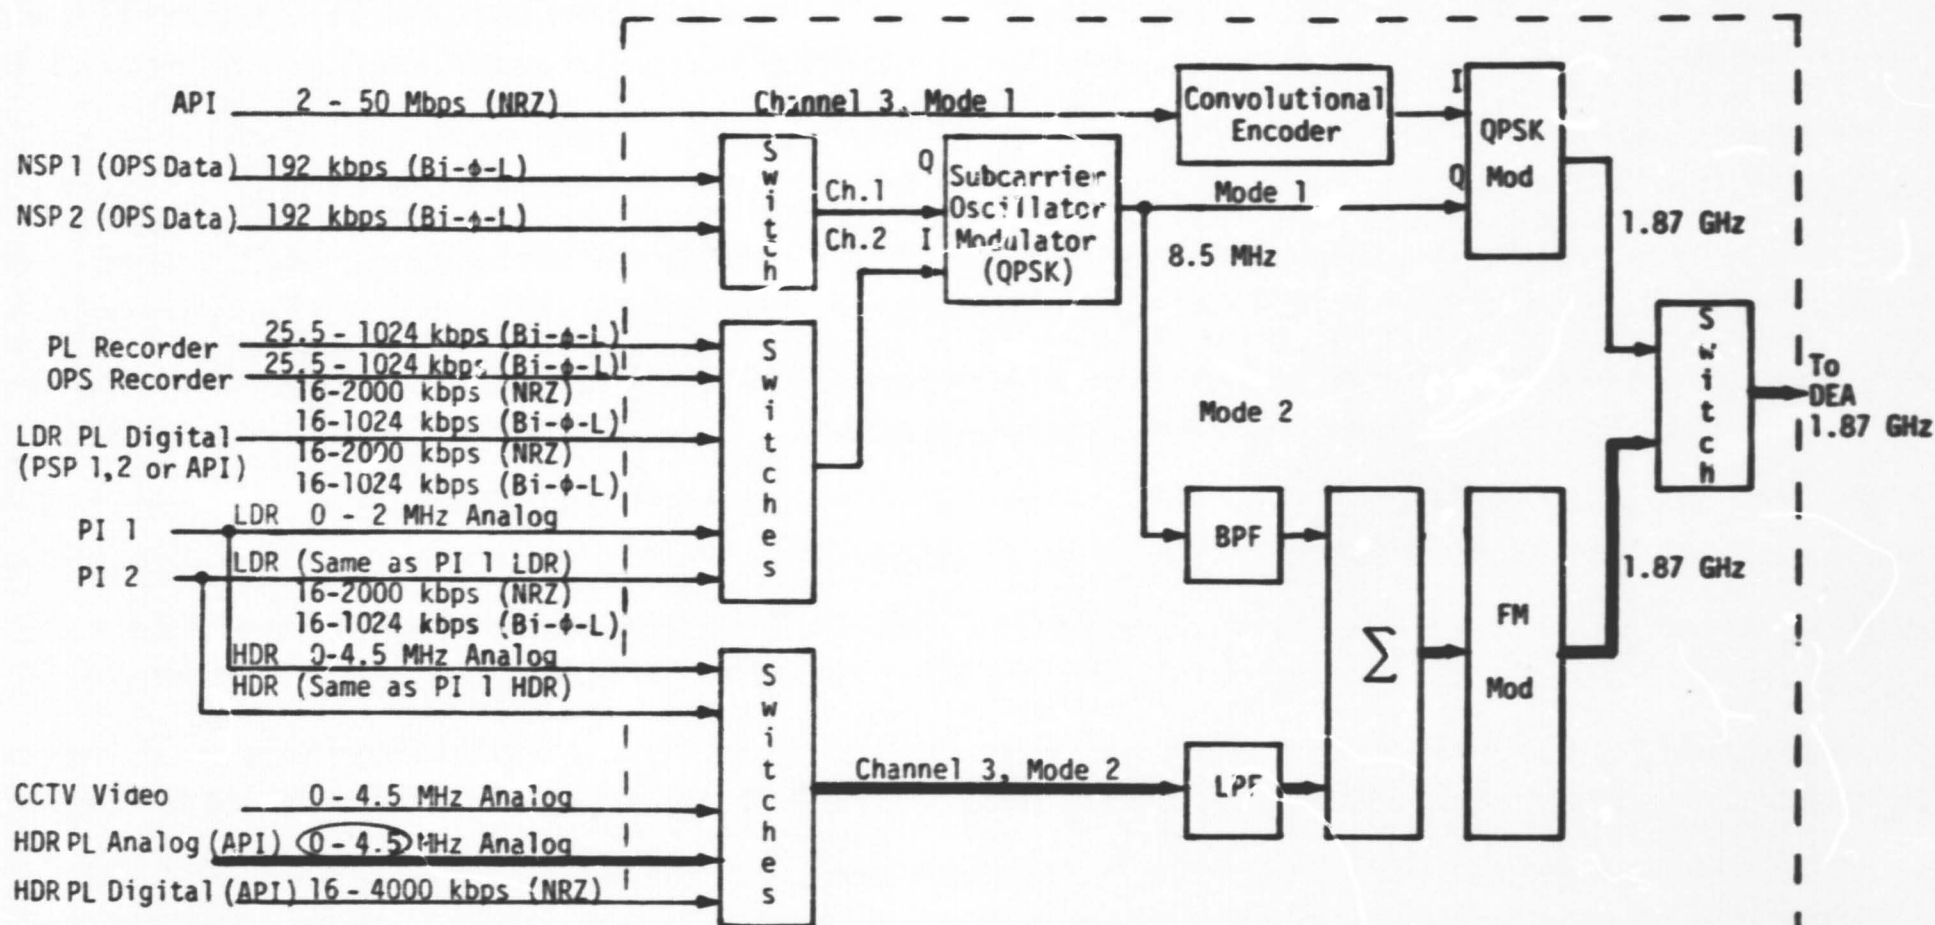 API 2 - 50 Mbps (NRZ) Channel 3, Mode 1
NSP 1 (OPS Data) 192 kbps (Bi-ϕ-L)
NSP 2 (OPS Data) 192 kbps (Bi-ϕ-L)
Switch
Ch.1
Ch.2
Q
I
Subcarrier
Oscillator
Modulator
(QPSK)
Convolutional
Encoder
I
Q
QPSK
Mod
Mode 1
8.5 MHz
1.87 GHz
PL Recorder 25.5 - 1024 kbps (Bi-ϕ-L)
OPS Recorder 25.5 - 1024 kbps (Bi-ϕ-L)
16-2000 kbps (NRZ)
16-1024 kbps (Bi-ϕ-L)
LDR PL Digital
(PSP 1,2 or API)
16-2000 kbps (NRZ)
16-1024 kbps (Bi-ϕ-L)
PI 1 LDR 0 - 2 MHz Analog
PI 2 LDR (Same as PI 1 LDR)
16-2000 kbps (NRZ)
16-1024 kbps (Bi-ϕ-L)
HDR 0-4.5 MHz Analog
HDR (Same as PI 1 HDR)
Switches
Mode 2
BPF
Σ
FM
Mod
1.87 GHz
Switch
To
DEA
1.87 GHz
CCTV Video 0 - 4.5 MHz Analog
HDR PL Analog (API) 0 - 4.5 MHz Analog
HDR PL Digital (API) 16 - 4000 kbps (NRZ)
Switches
Channel 3, Mode 2
LPF